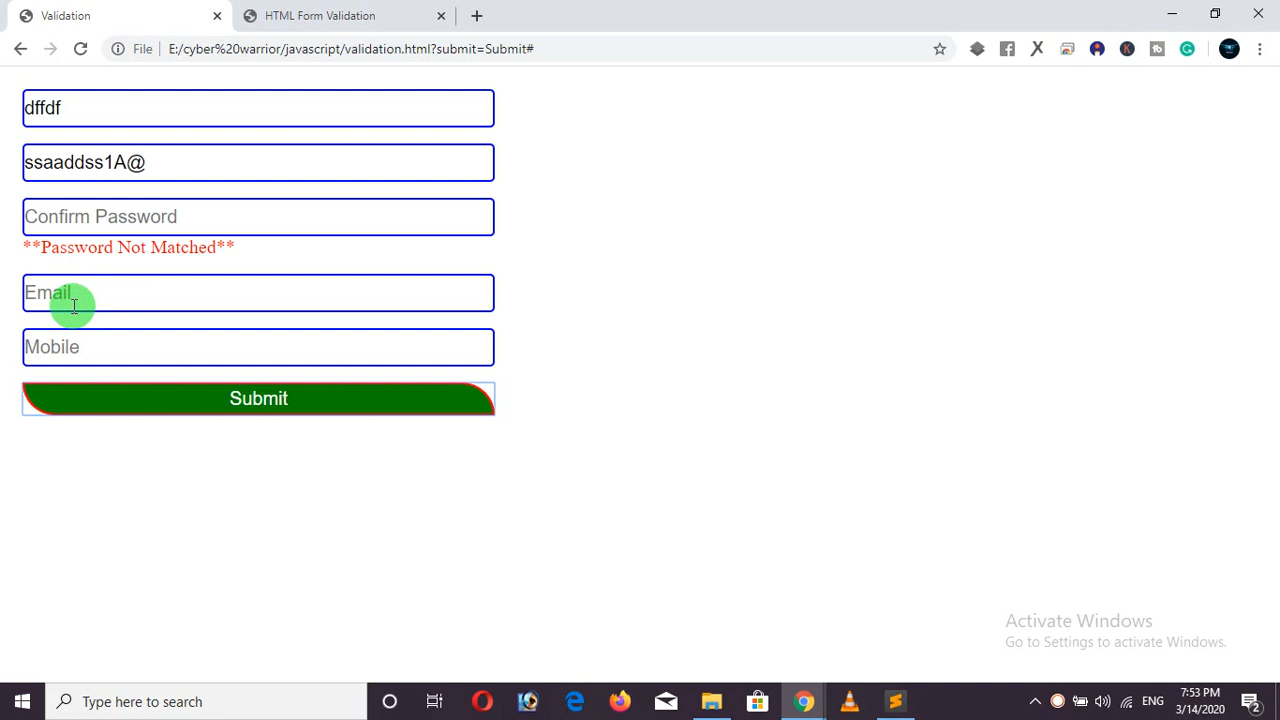 Validation
HTML Form Validation
File
E:/cyber%20warrior/javascript/validation.html?submit=Submit#
dffdf
ssaaddss1A@
Confirm Password
**Password Not Matched**
Email
Mobile
Submit
Activate Windows
Go to Settings to activate Windows.
Type here to search
ENG
7:53 PM
3/14/2020
2